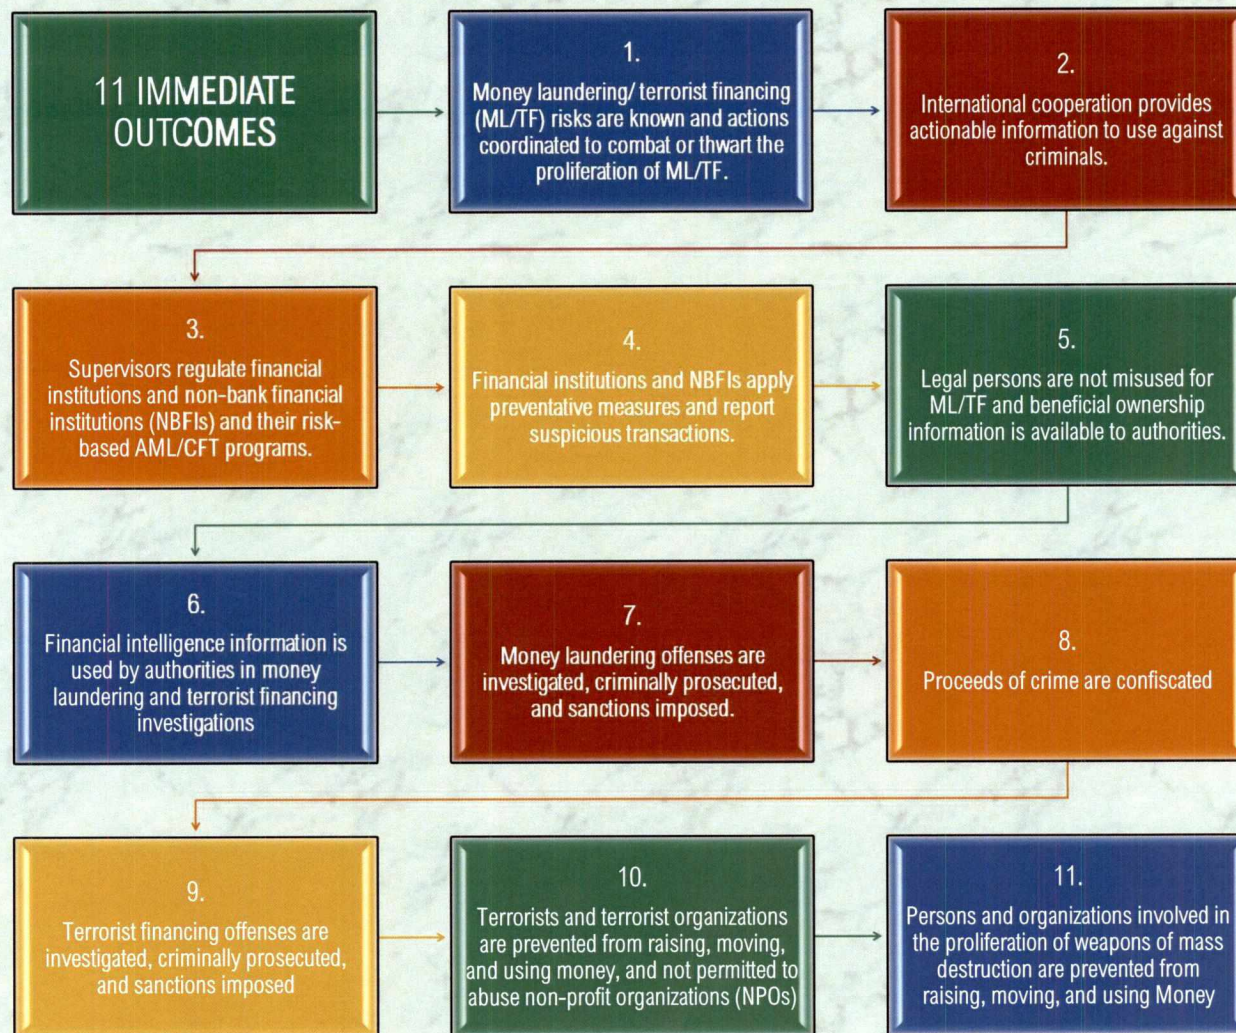 11 IMMEDIATE
OUTCOMES
1.
Money laundering/ terrorist financing
(ML/TF) risks are known and actions
coordinated to combat or thwart the
proliferation of ML/TF.
2.
International cooperation provides
actionable information to use against
criminals.
3.
Supervisors regulate financial
institutions and non-bank financial
institutions (NBFIs) and their risk-
based AML/CFT programs.
4.
Financial institutions and NBFIs apply
preventative measures and report
suspicious transactions.
5.
Legal persons are not misused for
ML/TF and beneficial ownership
information is available to authorities.
6.
Financial intelligence information is
used by authorities in money
laundering and terrorist financing
investigations
7.
Money laundering offenses are
investigated, criminally prosecuted,
and sanctions imposed.
8.
Proceeds of crime are confiscated
9.
Terrorist financing offenses are
investigated, criminally prosecuted,
and sanctions imposed
10.
Terrorists and terrorist organizations
are prevented from raising, moving,
and using money, and not permitted to
abuse non-profit organizations (NPOs)
11.
Persons and organizations involved in
the proliferation of weapons of mass
destruction are prevented from
raising, moving, and using Money